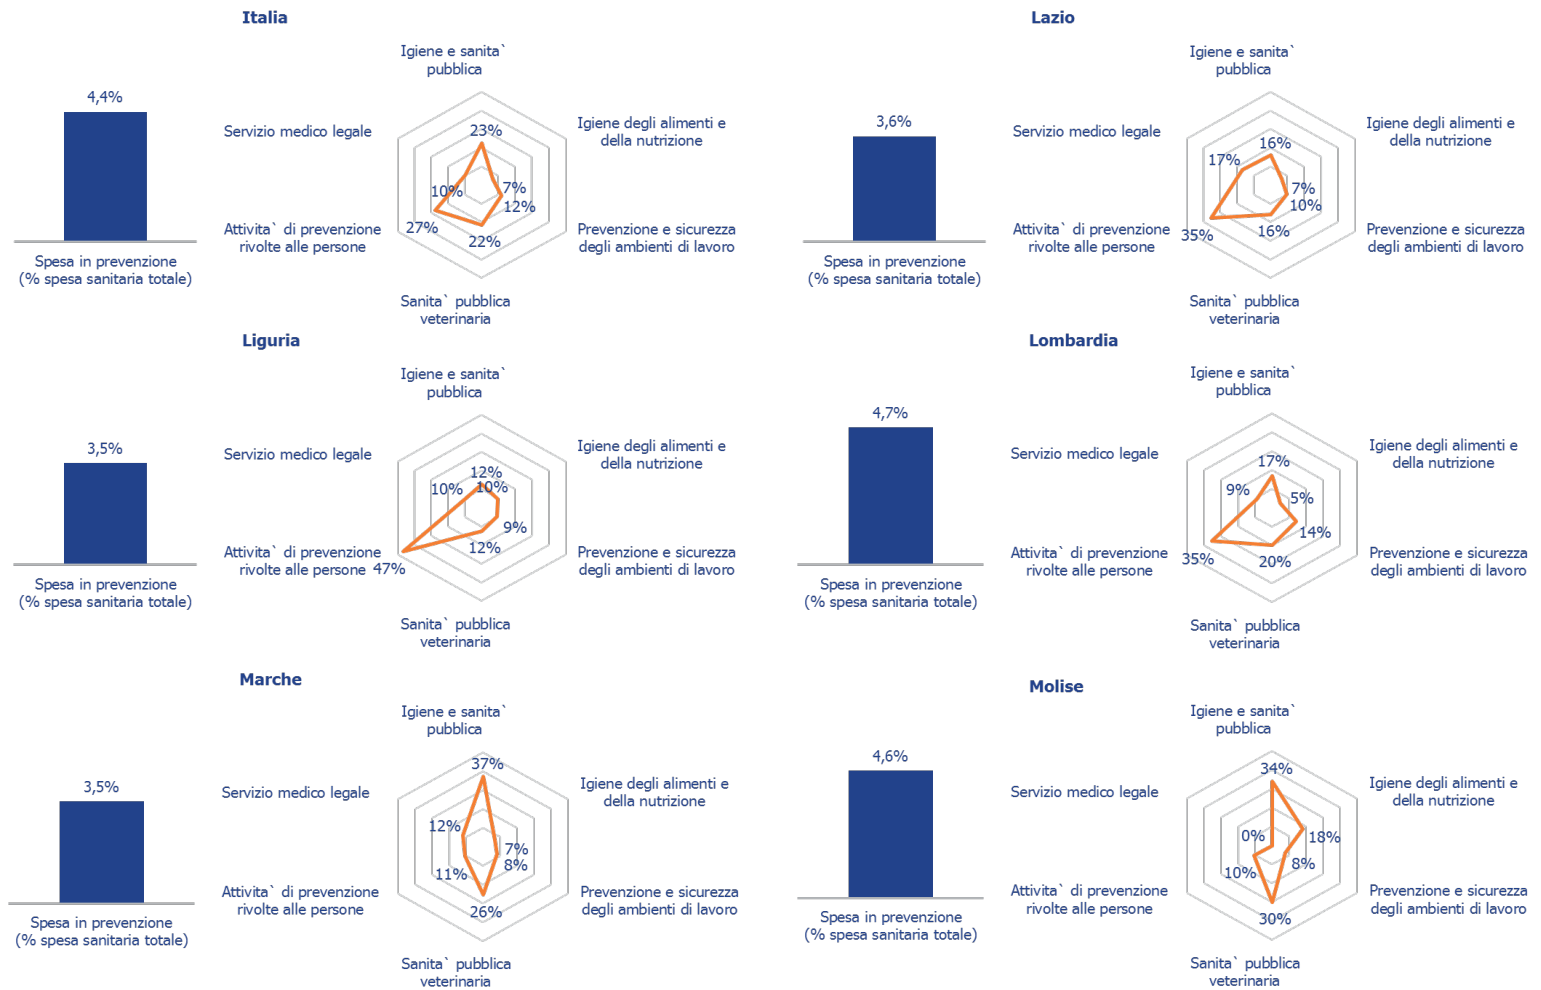 Italia
4,4%
Spesa in prevenzione
(% spesa sanitaria totale)
Igiene e sanita`
pubblica
Servizio medico legale
Igiene degli alimenti e
della nutrizione
23%
10%
7%
12%
27%
22%
Attivita` di prevenzione
rivolte alle persone
Prevenzione e sicurezza
degli ambienti di lavoro
Sanita` pubblica
veterinaria
Lazio
3,6%
Spesa in prevenzione
(% spesa sanitaria totale)
Igiene e sanita`
pubblica
Servizio medico legale
Igiene degli alimenti e
della nutrizione
16%
17%
7%
10%
35%
16%
Attivita` di prevenzione
rivolte alle persone
Prevenzione e sicurezza
degli ambienti di lavoro
Sanita` pubblica
veterinaria
Liguria
3,5%
Spesa in prevenzione
(% spesa sanitaria totale)
Igiene e sanita`
pubblica
Servizio medico legale
Igiene degli alimenti e
della nutrizione
12%
10%
10%
9%
12%
47%
Attivita` di prevenzione
rivolte alle persone
Prevenzione e sicurezza
degli ambienti di lavoro
Sanita` pubblica
veterinaria
Lombardia
4,7%
Spesa in prevenzione
(% spesa sanitaria totale)
Igiene e sanita`
pubblica
Servizio medico legale
Igiene degli alimenti e
della nutrizione
17%
9%
5%
14%
35%
20%
Attivita` di prevenzione
rivolte alle persone
Prevenzione e sicurezza
degli ambienti di lavoro
Sanita` pubblica
veterinaria
Marche
3,5%
Spesa in prevenzione
(% spesa sanitaria totale)
Igiene e sanita`
pubblica
Servizio medico legale
Igiene degli alimenti e
della nutrizione
37%
12%
7%
8%
11%
26%
Attivita` di prevenzione
rivolte alle persone
Prevenzione e sicurezza
degli ambienti di lavoro
Sanita` pubblica
veterinaria
Molise
4,6%
Spesa in prevenzione
(% spesa sanitaria totale)
Igiene e sanita`
pubblica
Servizio medico legale
Igiene degli alimenti e
della nutrizione
34%
0%
18%
8%
10%
30%
Attivita` di prevenzione
rivolte alle persone
Prevenzione e sicurezza
degli ambienti di lavoro
Sanita` pubblica
veterinaria